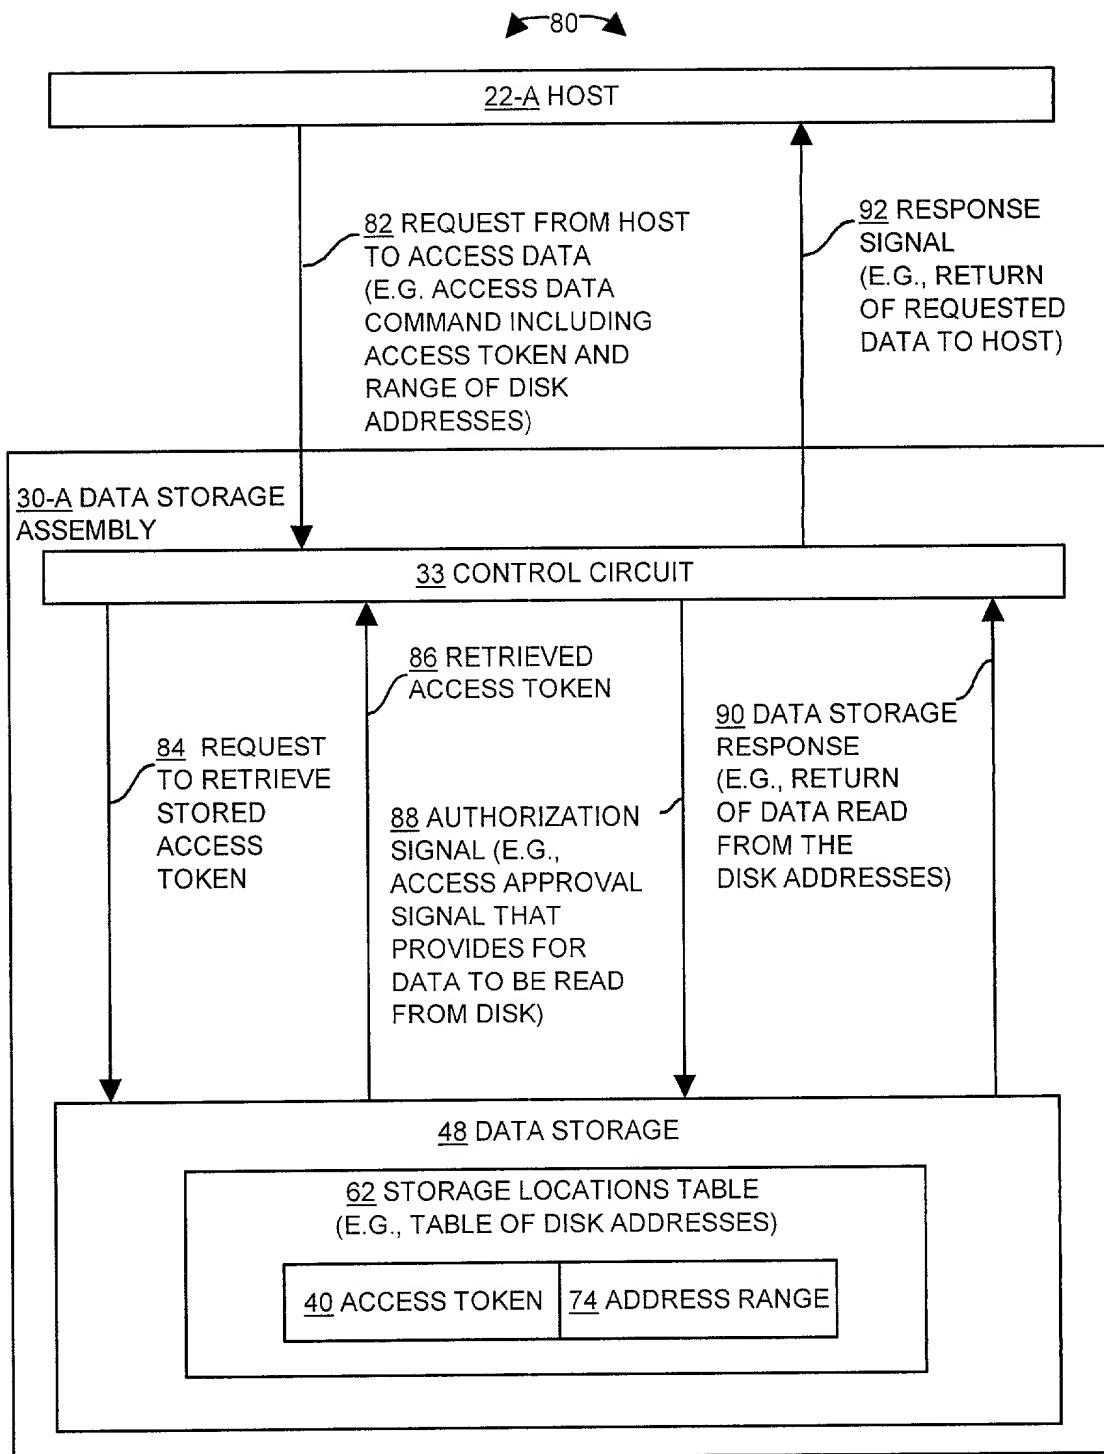 80
22-A HOST
82 REQUEST FROM HOST
TO ACCESS DATA
(E.G. ACCESS DATA
COMMAND INCLUDING
ACCESS TOKEN AND
RANGE OF DISK
ADDRESSES)
92 RESPONSE
SIGNAL
(E.G., RETURN
OF REQUESTED
DATA TO HOST)
30-A DATA STORAGE
ASSEMBLY
33 CONTROL CIRCUIT
84 REQUEST
TO RETRIEVE
STORED
ACCESS
TOKEN
86 RETRIEVED
ACCESS TOKEN
88 AUTHORIZATION
SIGNAL (E.G.,
ACCESS APPROVAL
SIGNAL THAT
PROVIDES FOR
DATA TO BE READ
FROM DISK)
90 DATA STORAGE
RESPONSE
(E.G., RETURN
OF DATA READ
FROM THE
DISK ADDRESSES)
48 DATA STORAGE
62 STORAGE LOCATIONS TABLE
(E.G., TABLE OF DISK ADDRESSES)
40 ACCESS TOKEN
74 ADDRESS RANGE